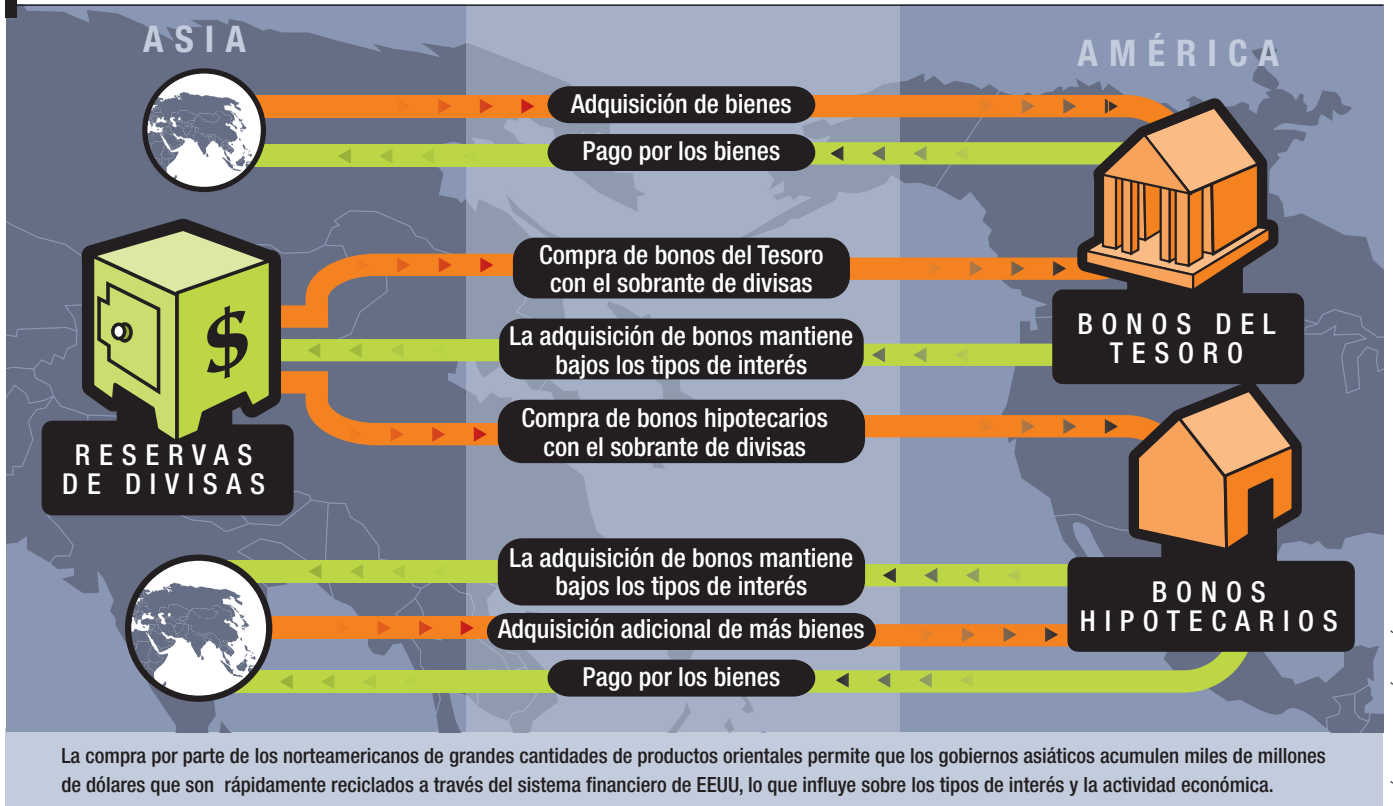 ASIA
AMÉRICA
Adquisición de bienes
Pago por los bienes
Compra de bonos del Tesoro
con el sobrante de divisas
La adquisición de bonos mantiene
bajos los tipos de interés
Compra de bonos hipotecarios
con el sobrante de divisas
$
RESERVAS
DE DIVISAS
BONOS DEL
TESORO
La adquisición de bonos mantiene
bajos los tipos de interés
Adquisición adicional de más bienes
Pago por los bienes
BONOS
HIPOTECARIOS
La compra por parte de los norteamericanos de grandes cantidades de productos orientales permite que los gobiernos asiáticos acumulen miles de millones
de dólares que son rápidamente reciclados a través del sistema financiero de EEUU, lo que influye sobre los tipos de interés y la actividad económica.